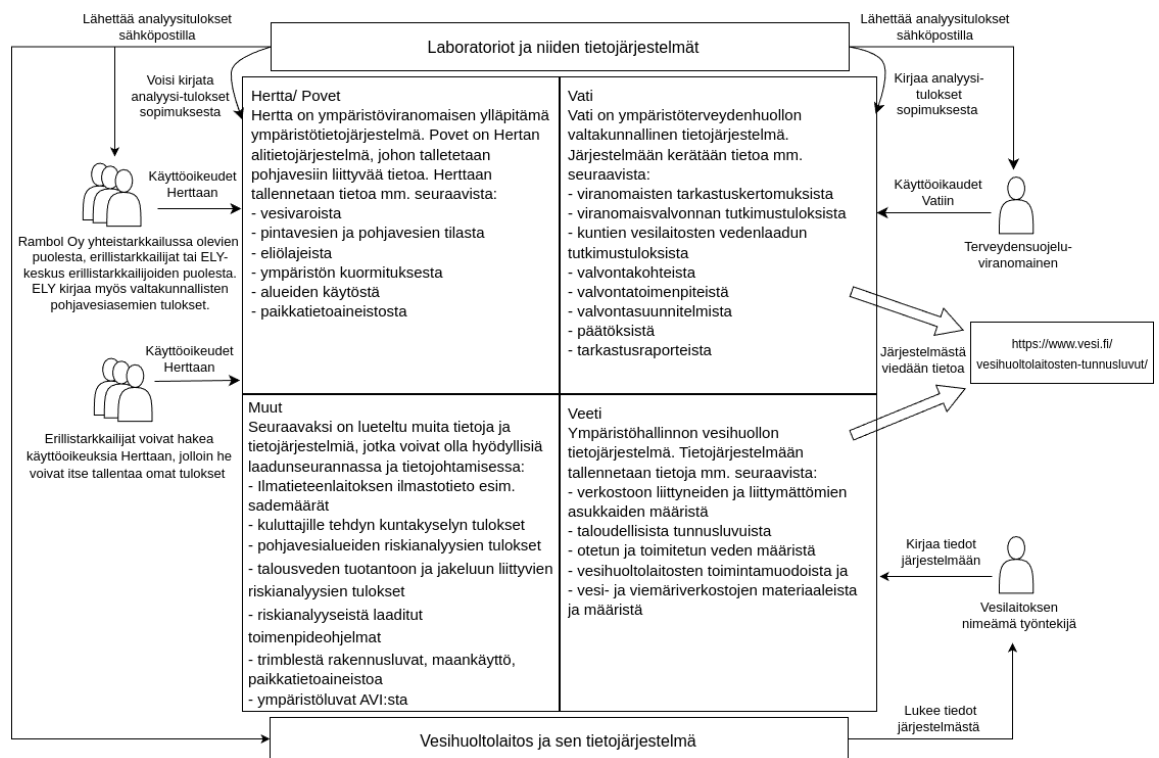 Lähettää analyysitulokset
sähköpostilla
Laboratoriot ja niiden tietojärjestelmät
Lähettää analyysitulokset
sähköpostilla
Voisi kirjata
analyysi-tulokset
sopimuksesta
Kirjaa analyysi-
tulokset
sopimuksesta
Hertta/ Povet
Hertta on ympäristöviranomaisen ylläpitämä
ympäristötietojärjestelmä. Povet on Hertan
alitietojärjestelmä, johon talletetaan
pohjavesiin liittyvää tietoa. Herttaan
tallennetaan tietoa mm. seuraavista:
- vesivaroista
- pintavesien ja pohjavesien tilasta
- eliölajeista
- ympäristön kuormituksesta
- alueiden käytöstä
- paikkatietoaineistosta
Vati
Vati on ympäristöterveydenhuollon
valtakunnallinen tietojärjestelmä.
Järjestelmään kerätään tietoa mm.
seuraavista:
- viranomaisten tarkastuskertomuksista
- viranomaisvalvonnan tutkimustuloksista
- kuntien vesilaitosten vedenlaadun
tutkimustuloksista
- valvontakohteista
- valvontatoimenpiteistä
- valvontasuunnitelmista
- päätöksistä
- tarkastusraporteista
Käyttöoikeudet
Herttaan
Rambol Oy yhteistarkkailussa olevien
puolesta, erillistarkkailijat tai ELY-
keskus erillistarkkailijoiden puolesta.
ELY kirjaa myös valtakunnallisten
pohjavesiasemien tulokset.
Käyttöoikaudet
Vatiin
Terveydensuojelu-
viranomainen
Käyttöoikeudet
Herttaan
Erillistarkkailijat voivat hakea
käyttöoikeuksia Herttaan, jolloin he
voivat itse tallentaa omat tulokset
Järjestelmästä
viedään tietoa
https://www.vesi.fi/
vesihuoltolaitosten-tunnusluvut/
Muut
Seuraavaksi on lueteltu muita tietoja ja
tietojärjestelmiä, jotka voivat olla hyödyllisiä
laadunseurannassa ja tietojohtamisessa:
- Ilmatieteenlaitoksen ilmastotieto esim.
sademäärät
- kuluttajille tehdyn kuntakyselyn tulokset
- pohjavesialueiden riskianalyysien tulokset
- talousveden tuotantoon ja jakeluun liittyvien
riskianalyysien tulokset
- riskianalyyseistä laaditut
toimenpideohjelmat
- trimblestä rakennusluvat, maankäyttö,
paikkatietoaineistoa
- ympäristöluvat AVI:sta
Veeti
Ympäristöhallinnon vesihuollon
tietojärjestelmä. Tietojärjestelmään
tallennetaan tietoja mm. seuraavista:
- verkostoon liittyneiden ja liittymättömien
asukkaiden määristä
- taloudellisista tunnusluvuista
- otetun ja toimitetun veden määristä
- vesihuoltolaitosten toimintamuodoista ja
- vesi- ja viemäriverkostojen materiaaleista
ja määristä
Kirjaa tiedot
järjestelmään
Vesilaitoksen
nimeämä työntekijä
Lukee tiedot
järjestelmästä
Vesihuoltolaitos ja sen tietojärjestelmä